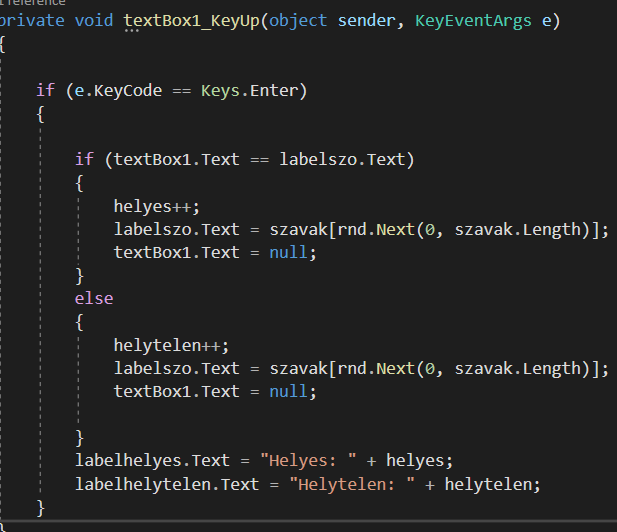 1 reference
private void textBox1_KeyUp(object sender, KeyEventArgs e)
{
if (e.KeyCode == Keys.Enter)
{
if (textBox1.Text == labelszo.Text)
{
helyes++;
labelszo.Text = szavak[rnd.Next(0, szavak.Length)];
textBox1.Text = null;
}
else
{
helytelen++;
labelszo.Text = szavak[rnd.Next(0, szavak.Length)];
textBox1.Text = null;
}
labelhelyes.Text = "Helyes: " + helyes;
labelhelytelen.Text = "Helytelen: " + helytelen;
}
}